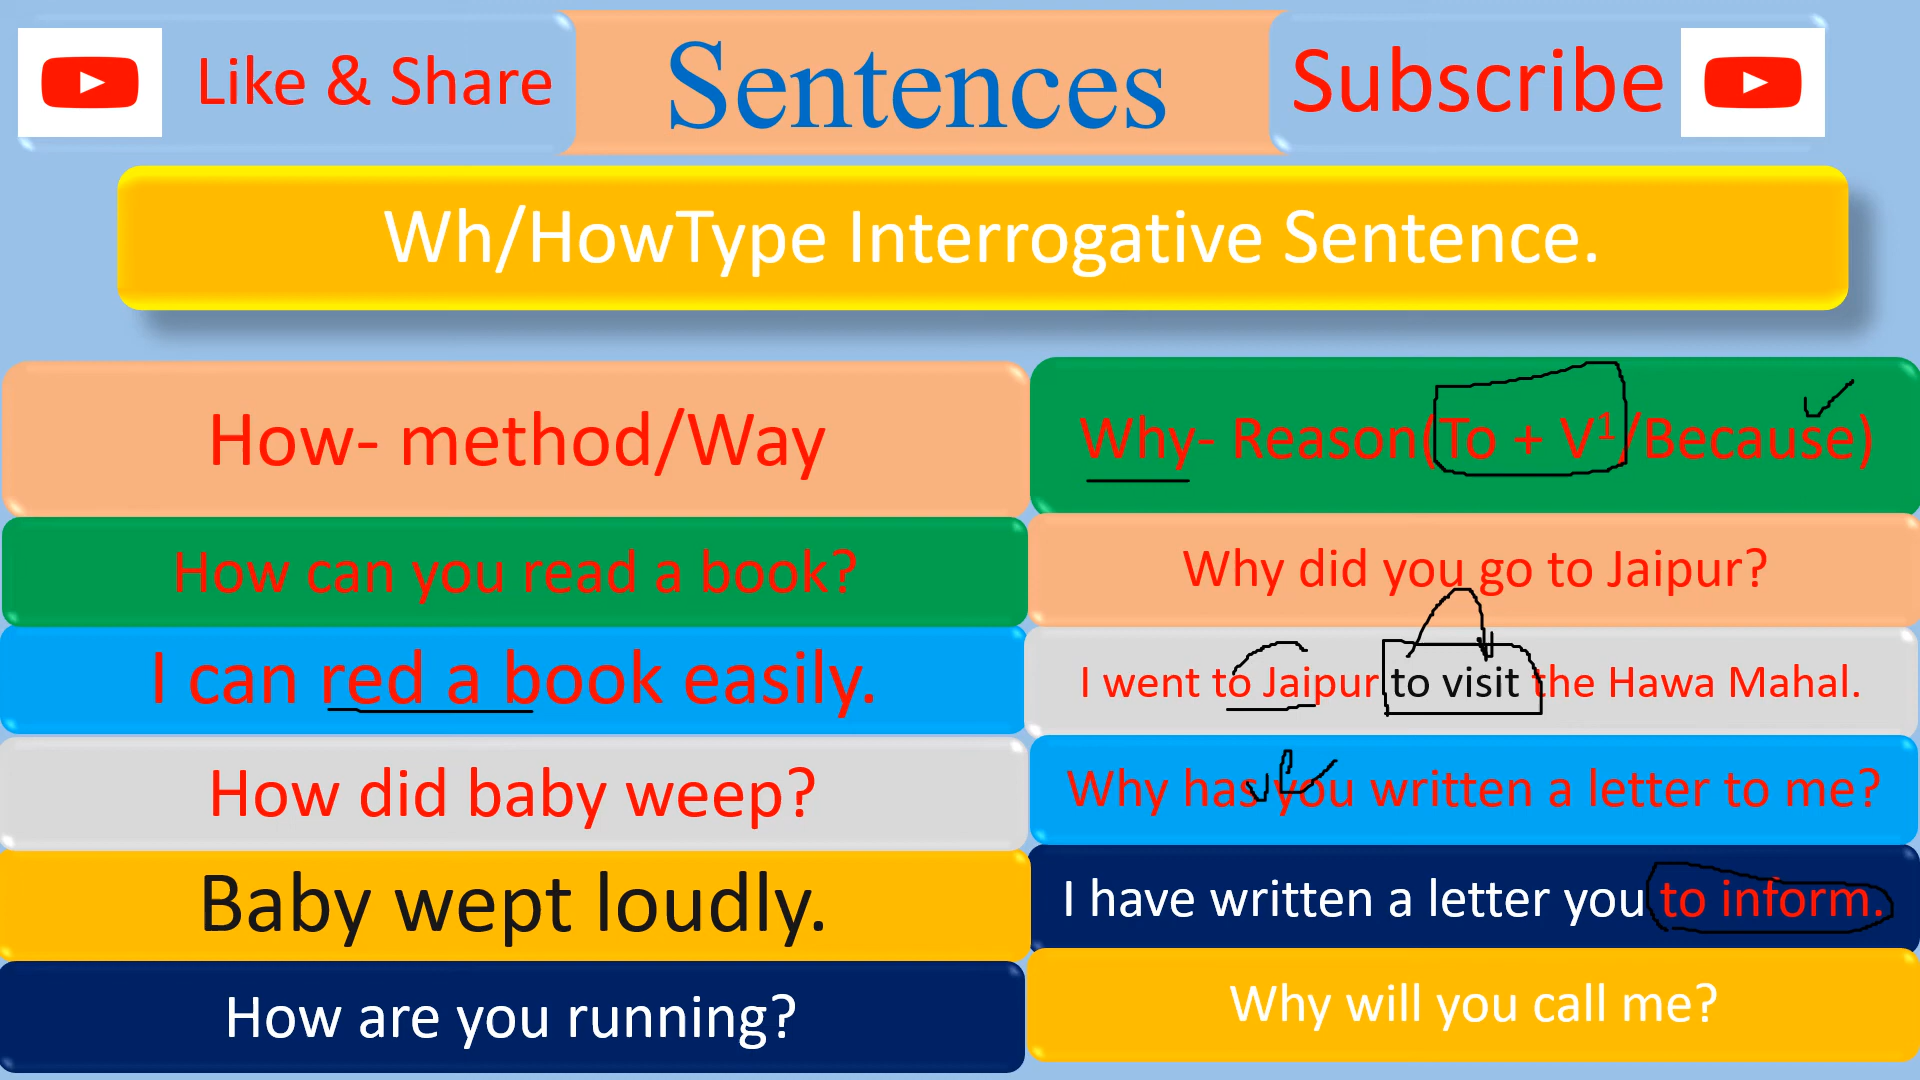 Like & Share
Sentences
Subscribe
Wh/HowType Interrogative Sentence.
How- method/Way
Why- Reason(To + V¹/Because)
How can you read a book?
Why did you go to Jaipur?
I can red a book easily.
I went to Jaipur to visit the Hawa Mahal.
How did baby weep?
Why has you written a letter to me?
Baby wept loudly.
I have written a letter you to inform.
How are you running?
Why will you call me?